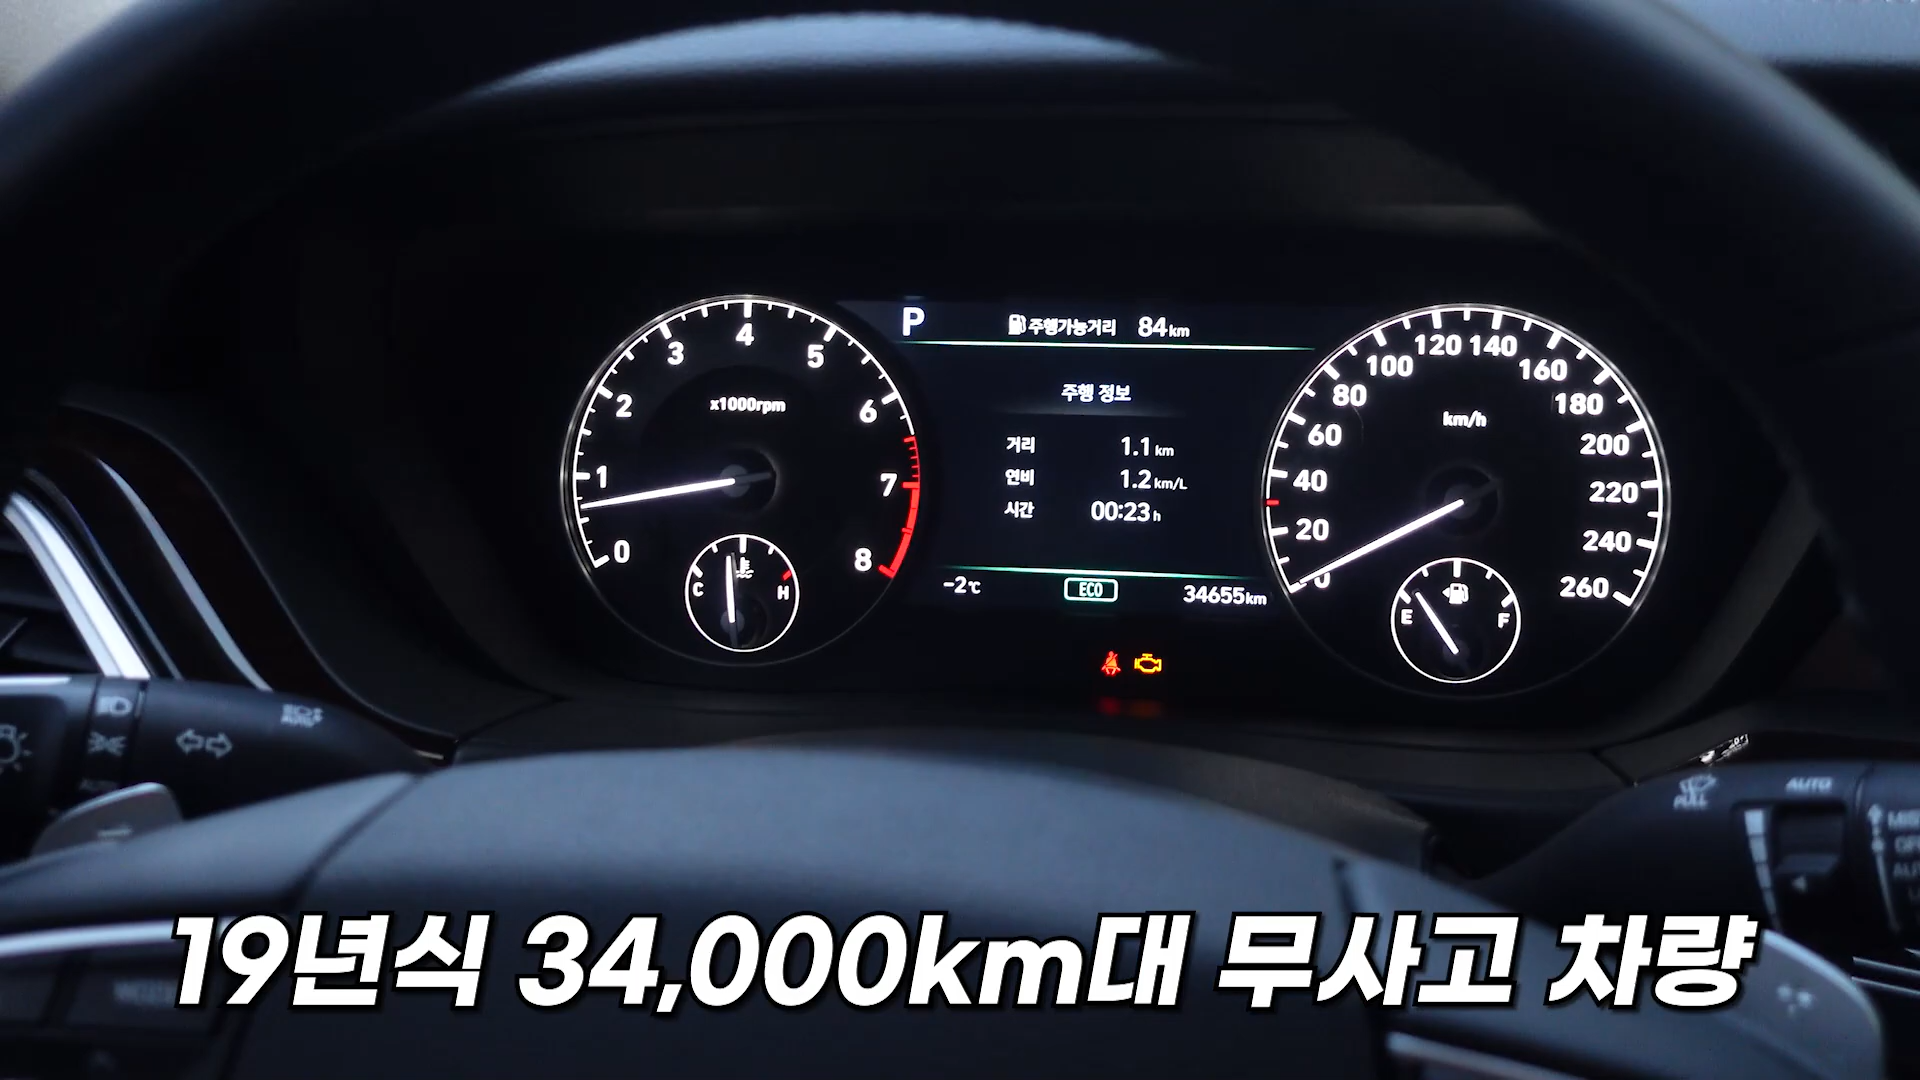 P
주행가능거리 84km
주행 정보
거리 1.1 km
연비 1.2 km/L
시간 00:23 h
-2℃ ECO 34655km
0 1 2 3 4 5 6 7 8
x1000rpm
C H
0 20 40 60 80 100 120 140 160 180 200 220 240 260
km/h
E F
PULL
AUTO
19년식 34,000km대 무사고 차량